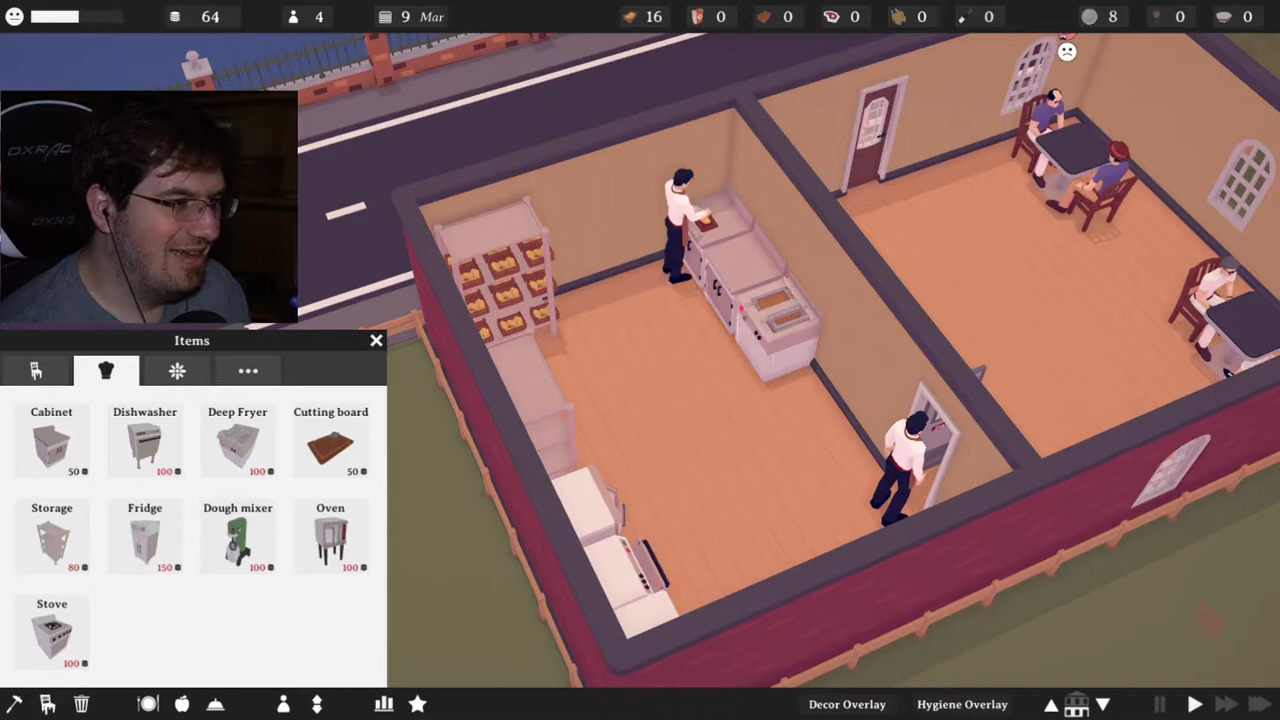 64 4 9 Mar 16 0 0 0 0 0 8 0 0
DXRAC
DXRA
Items
Cabinet Dishwasher Deep Fryer Cutting board
50 100 100 50
Storage Fridge Dough mixer Oven
80 150 100 100
Stove
100
Decor Overlay Hygiene Overlay